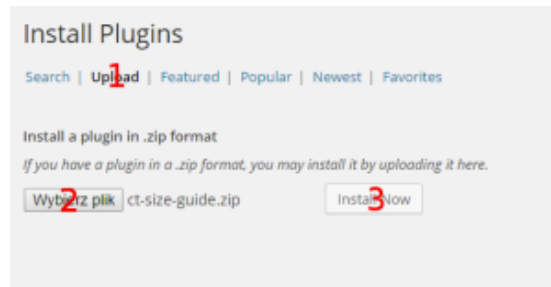 Install Plugins
Search | Upload | Featured | Popular | Newest | Favorites
1
Install a plugin in .zip format
If you have a plugin in a .zip format, you may install it by uploading it here.
Wybierz plik ct-size-guide.zip Install Now
2 3